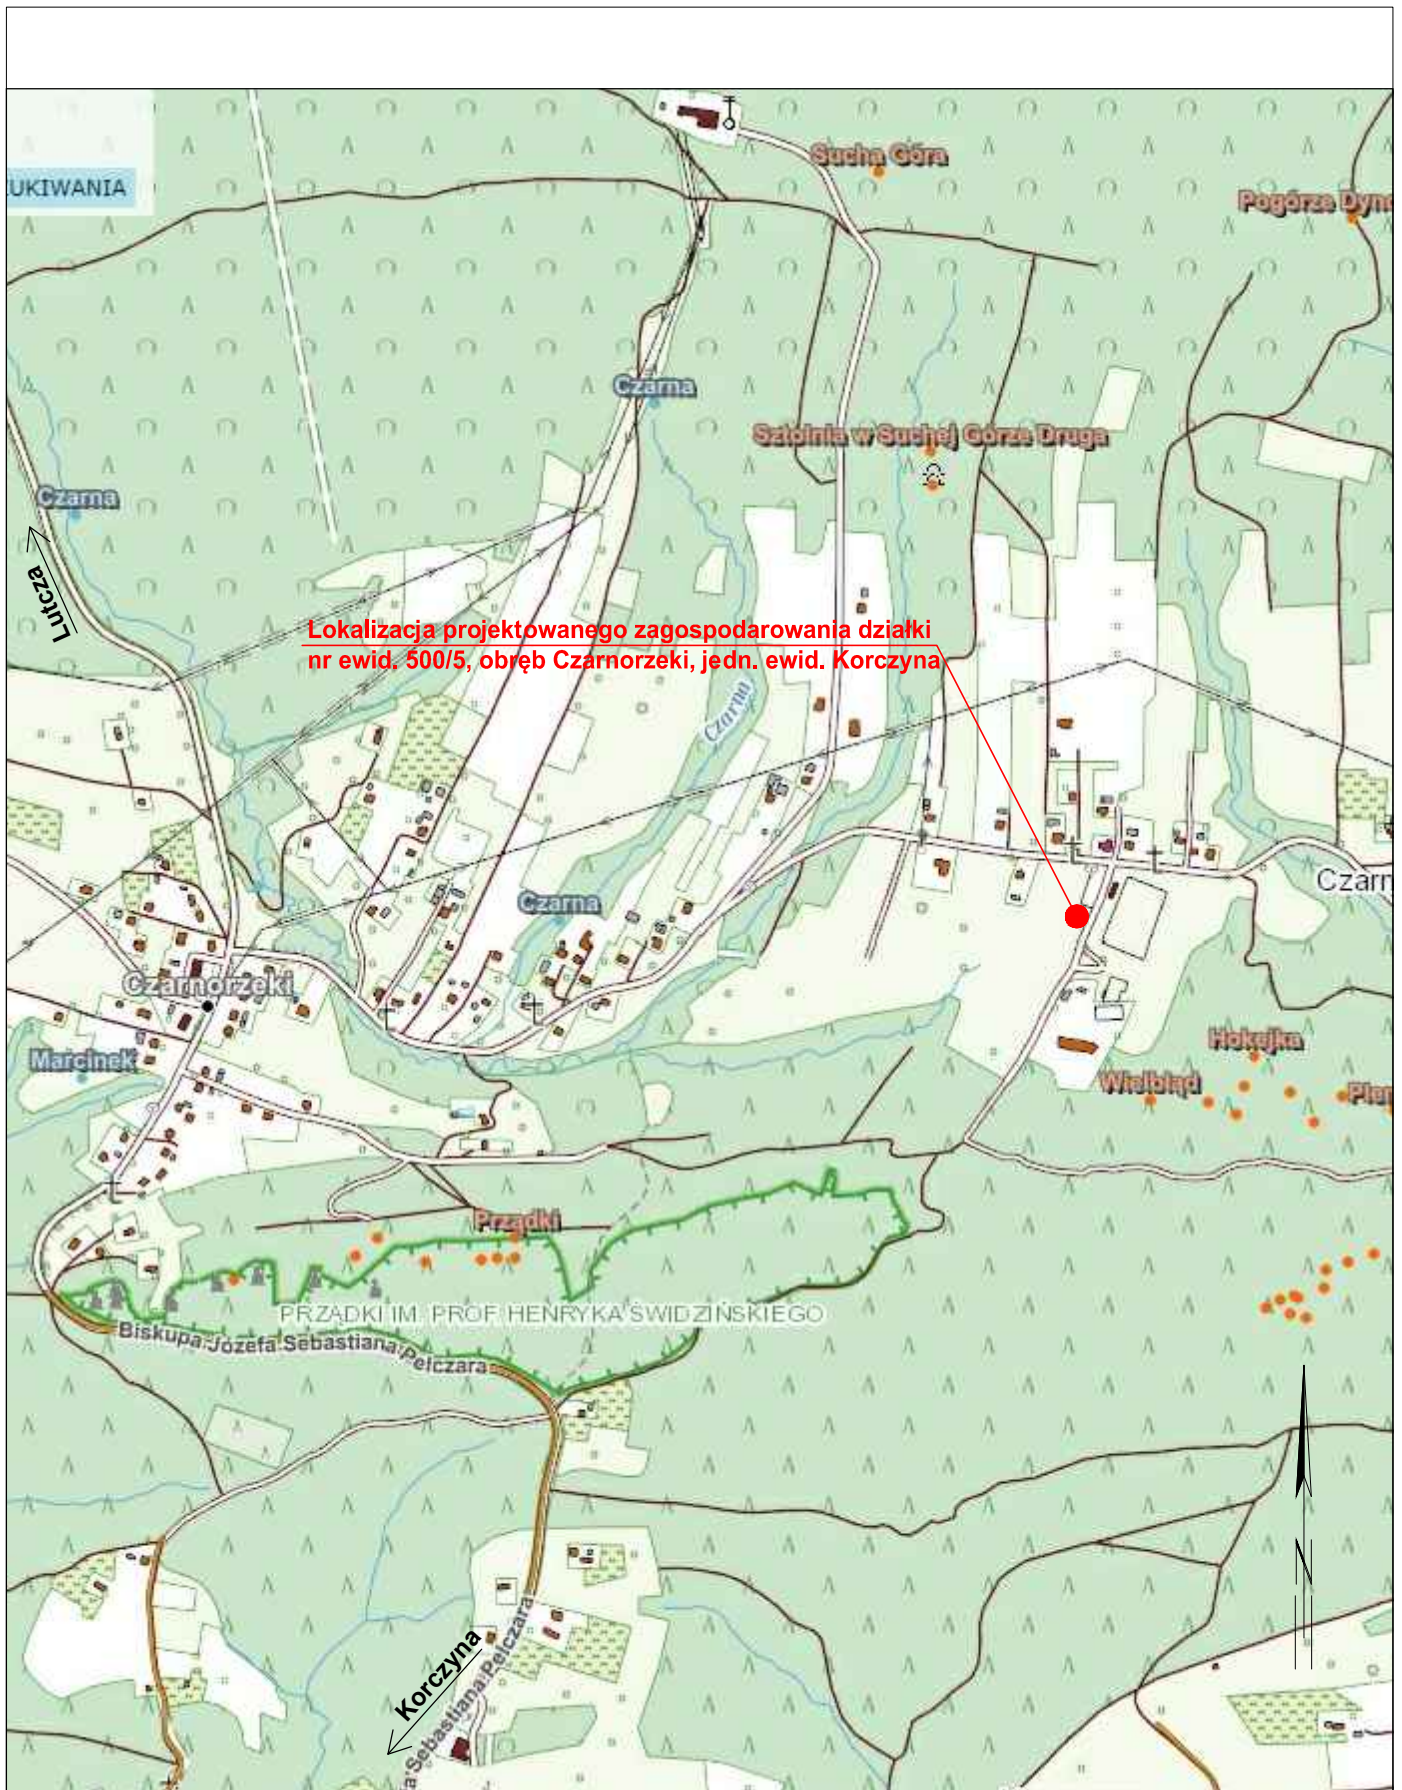 Sucha Góra
UKIWANIA
Pogórze Dyno
Czarna
Sztolnia w Suchej Górze Druga
Czarna
Lutcza
Lokalizacja projektowanego zagospodarowania działki
nr ewid. 500/5, obręb Czarnorzeki, jedn. ewid. Korczyna
Czarna
Czarn
Czarna
Czarnorzeki
Hokejka
Marcinek
Wielbłąd
Plen
Prządki
PRZĄDKI IM. PROF. HENRYKA ŚWIDZIŃSKIEGO
Biskupa Józefa Sebastiana Pelczara
N
Korczyna
a Sebastiana Pelczara